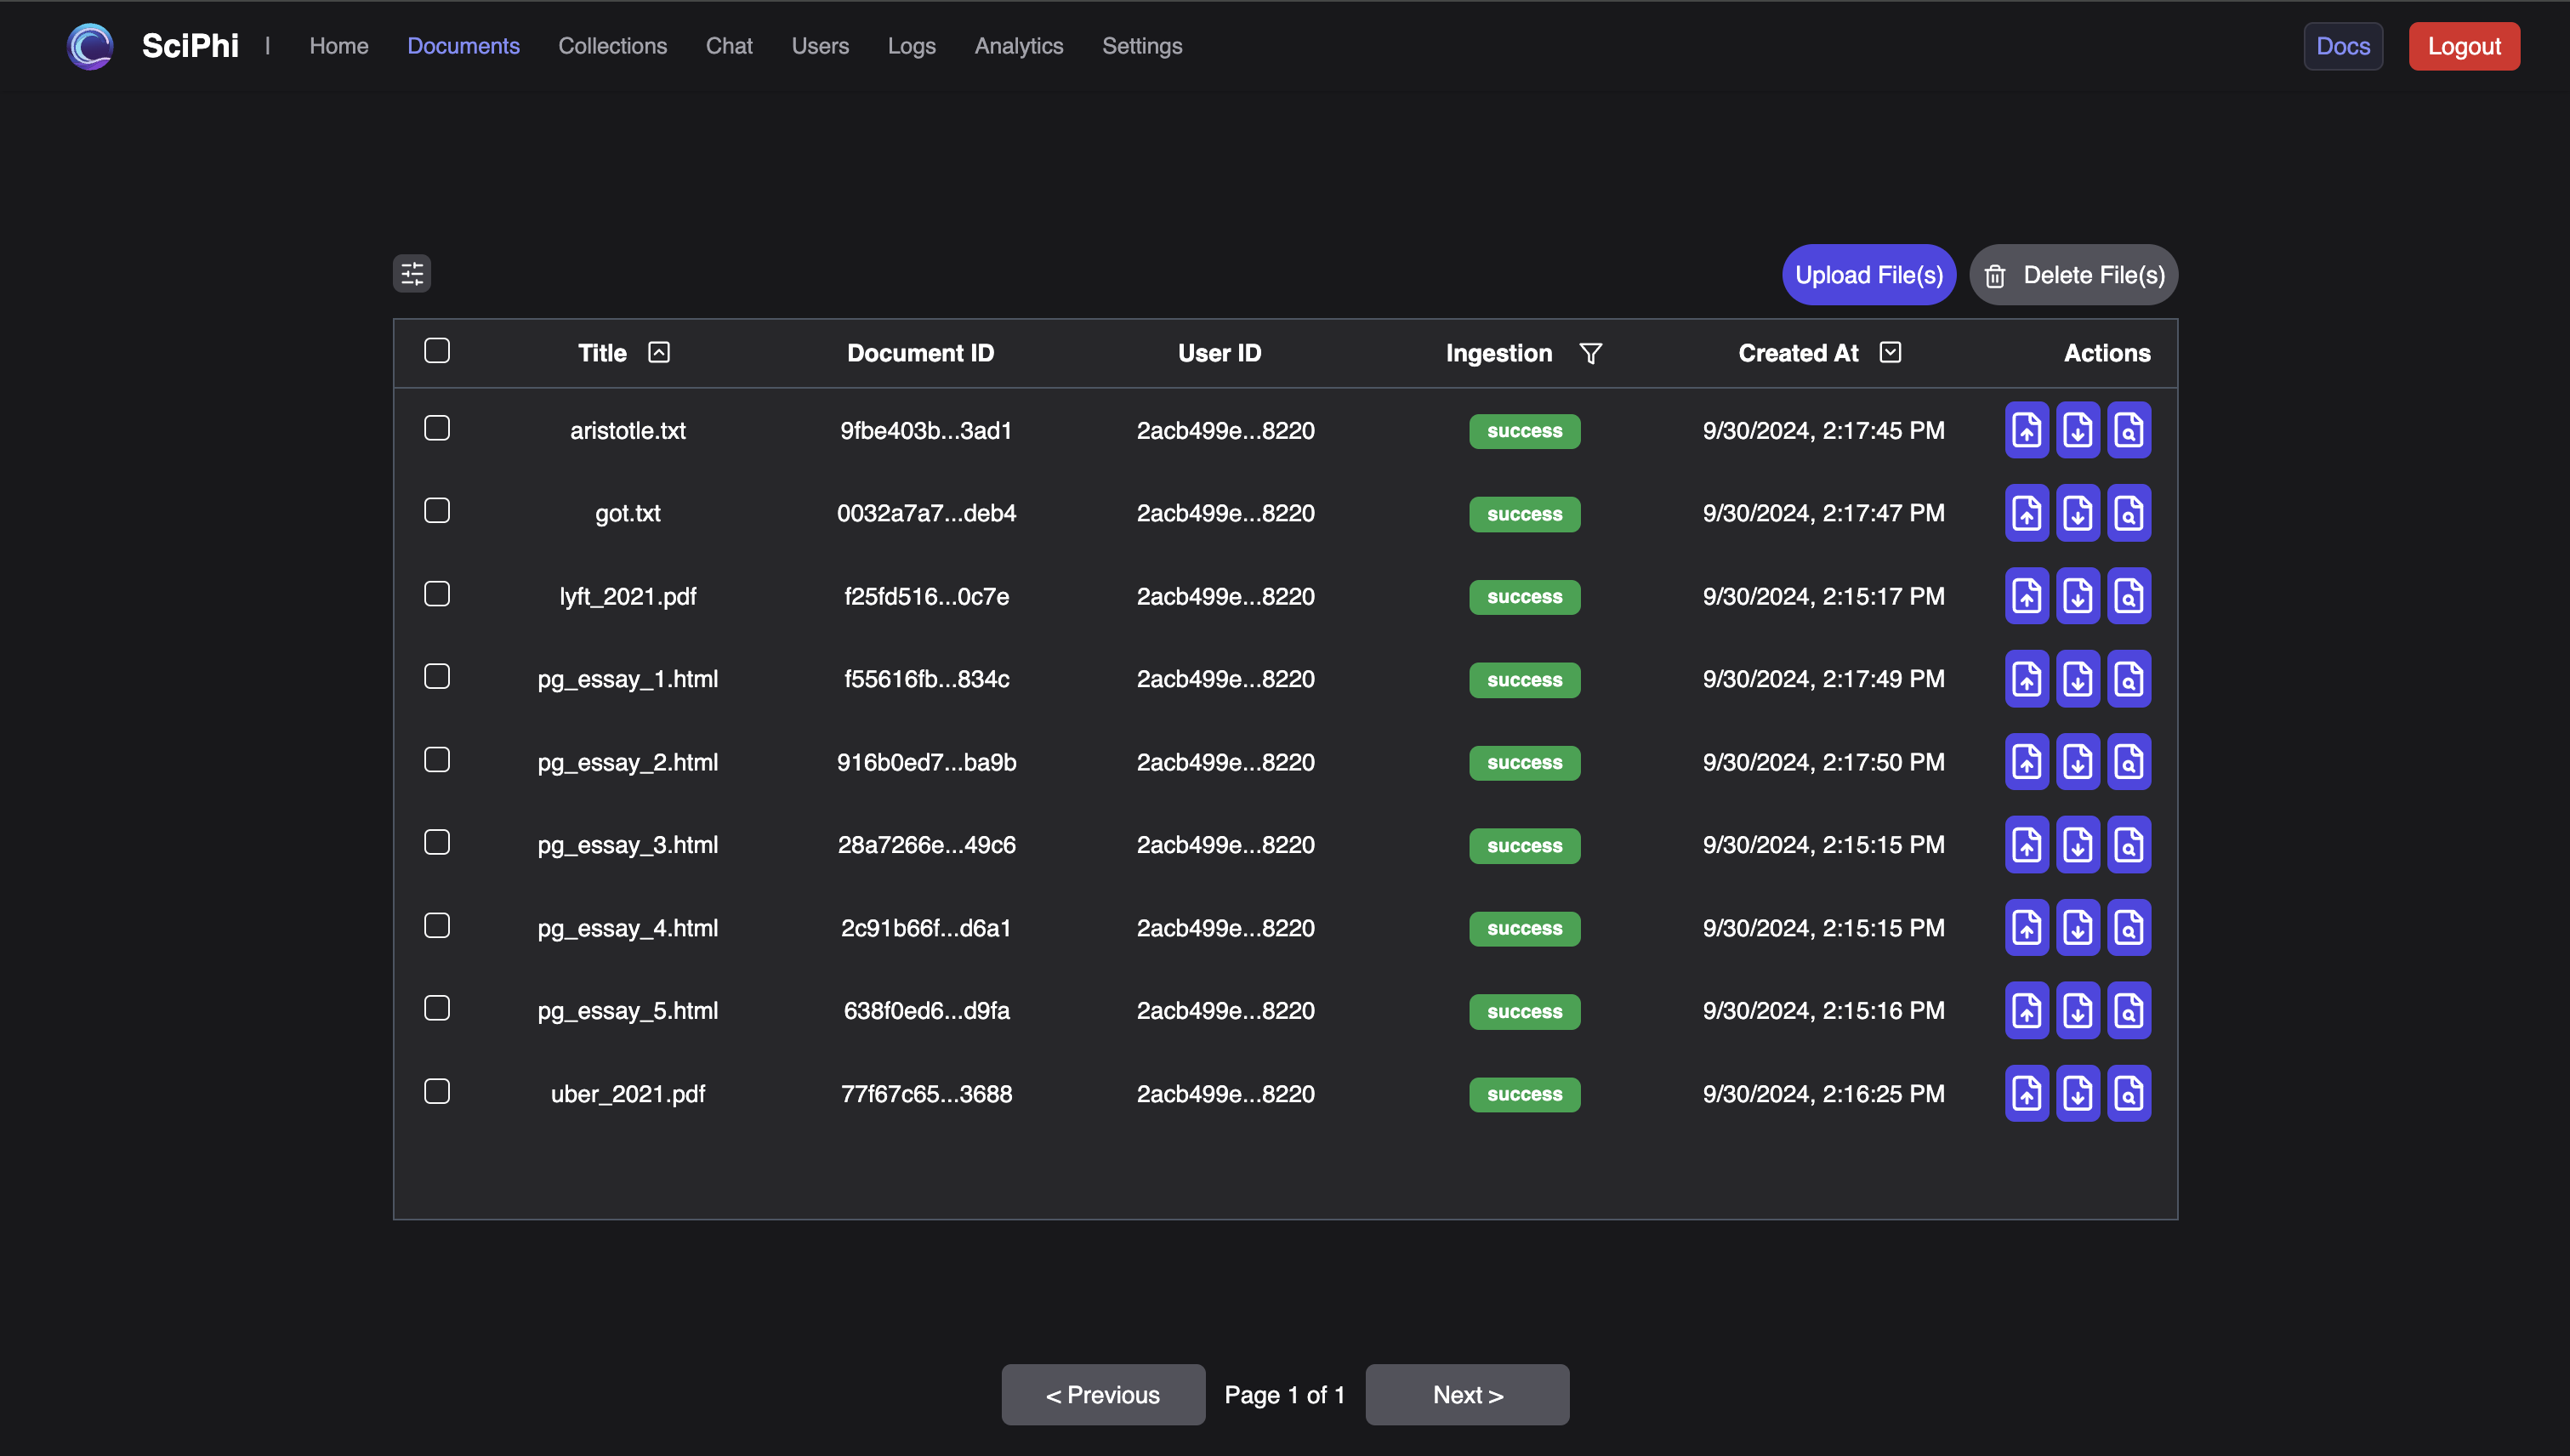 SciPhi | Home Documents Collections Chat Users Logs Analytics Settings Docs Logout
Upload File(s) Delete File(s)
Title Document ID User ID Ingestion Created At Actions
aristotle.txt 9fbe403b...3ad1 2acb499e...8220 success 9/30/2024, 2:17:45 PM
got.txt 0032a7a7...deb4 2acb499e...8220 success 9/30/2024, 2:17:47 PM
lyft_2021.pdf f25fd516...0c7e 2acb499e...8220 success 9/30/2024, 2:15:17 PM
pg_essay_1.html f55616fb...834c 2acb499e...8220 success 9/30/2024, 2:17:49 PM
pg_essay_2.html 916b0ed7...ba9b 2acb499e...8220 success 9/30/2024, 2:17:50 PM
pg_essay_3.html 28a7266e...49c6 2acb499e...8220 success 9/30/2024, 2:15:15 PM
pg_essay_4.html 2c91b66f...d6a1 2acb499e...8220 success 9/30/2024, 2:15:15 PM
pg_essay_5.html 638f0ed6...d9fa 2acb499e...8220 success 9/30/2024, 2:15:16 PM
uber_2021.pdf 77f67c65...3688 2acb499e...8220 success 9/30/2024, 2:16:25 PM
< Previous Page 1 of 1 Next >